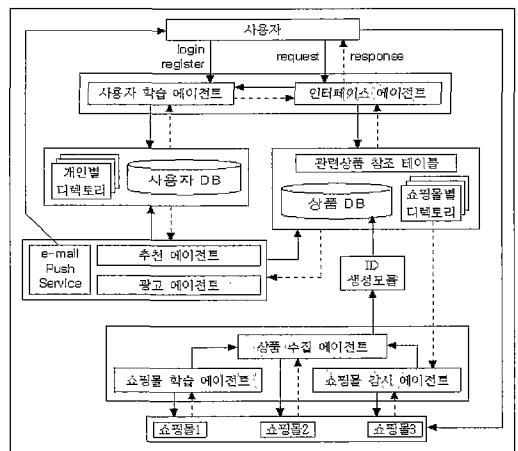 사용자
login
register
request
response
사용자 학습 에이전트
인터페이스 에이전트
개인별
디렉토리
사용자 DB
관련상품 참조 테이블
상품 DB
쇼핑몰별
디렉토리
e-mail
Push
Service
추천 에이전트
광고 에이전트
ID
생성모듈
상품 수집 에이전트
쇼핑몰 학습 에이전트
쇼핑몰 감시 에이전트
쇼핑몰1
쇼핑몰2
쇼핑몰3